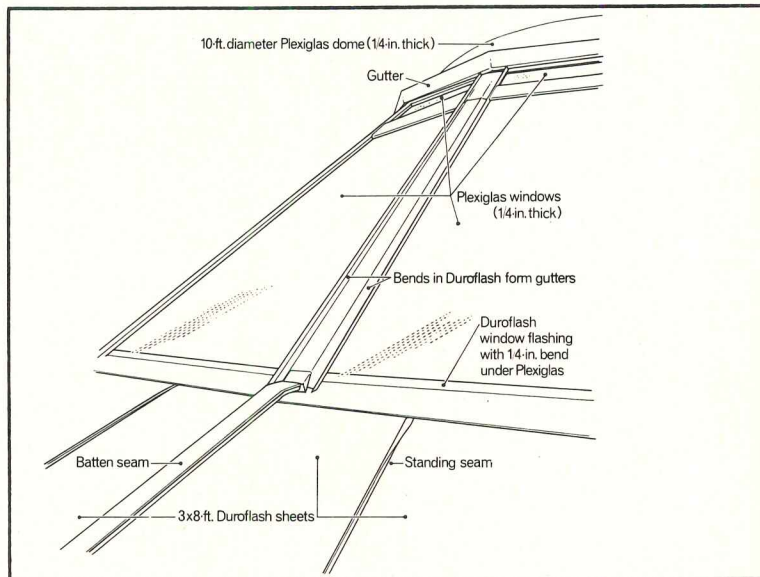 10-ft. diameter Plexiglas dome (1/4-in. thick)
Gutter
Plexiglas windows
(1/4-in. thick)
Bends in Duroflash form gutters
Duroflash
window flashing
with 1/4-in. bend
under Plexiglas
Batten seam
Standing seam
3x8-ft. Duroflash sheets